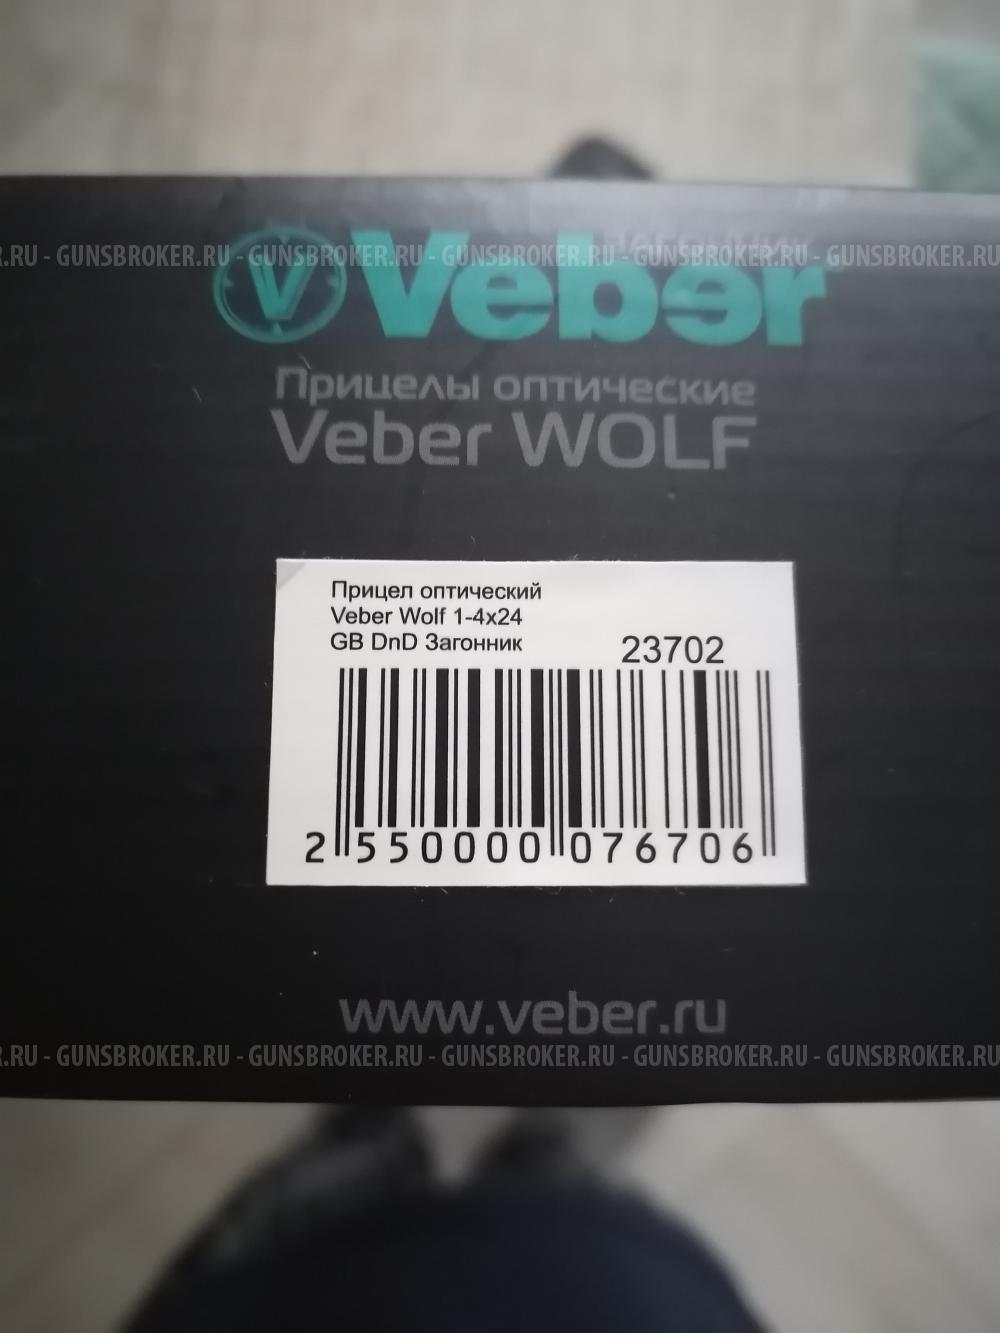 .RU - GUNSBROKER.RU - GUNSBROKER.RU - GUNSBROKER.RU - GUNSBROKER.RU - GUNSBROKER.RU
V Veber
Прицелы оптические
Veber WOLF
Прицел оптический
Veber Wolf 1-4x24
GB DnD Загонник 23702
2 550000 076706
www.veber.ru
.RU - GUNSBROKER.RU - GUNSBROKER.RU - GUNSBROKER.RU - GUNSBROKER.RU - GUNSBROKER.RU